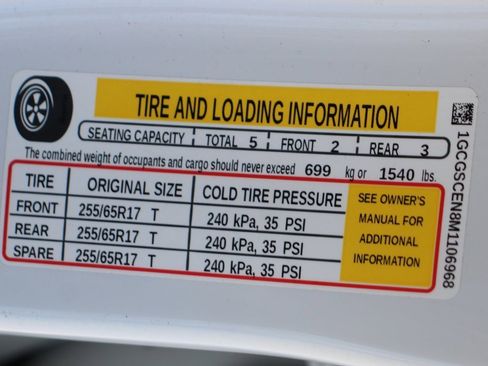 TIRE AND LOADING INFORMATION
SEATING CAPACITY TOTAL 5 FRONT 2 REAR 3
The combined weight of occupants and cargo should never exceed 699 kg or 1540 lbs.
TIRE ORIGINAL SIZE COLD TIRE PRESSURE
FRONT 255/65R17 T 240 kPa, 35 PSI
REAR 255/65R17 T 240 kPa, 35 PSI
SPARE 255/65R17 T 240 kPa, 35 PSI
SEE OWNER'S
MANUAL FOR
ADDITIONAL
INFORMATION
1GCGSCEN8M1106968